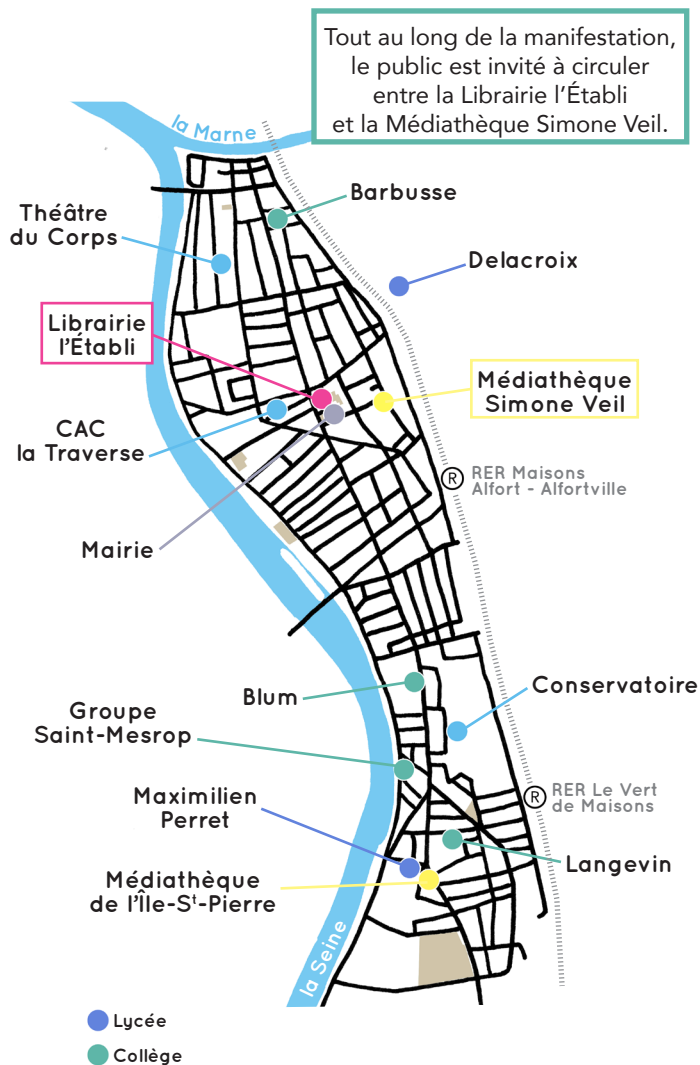 Tout au long de la manifestation,
le public est invité à circuler
entre la Librairie l'Établi
et la Médiathèque Simone Veil.
la Marne
Barbusse
Théâtre
du Corps
Delacroix
Librairie
l'Établi
Médiathèque
Simone Veil
CAC
la Traverse
R RER Maisons
Alfort - Alfortville
Mairie
Blum
Conservatoire
Groupe
Saint-Mesrop
Maximilien
Perret
R RER Le Vert
de Maisons
Langevin
Médiathèque
de l'Île-Sᵗ-Pierre
la Seine
Lycée
Collège